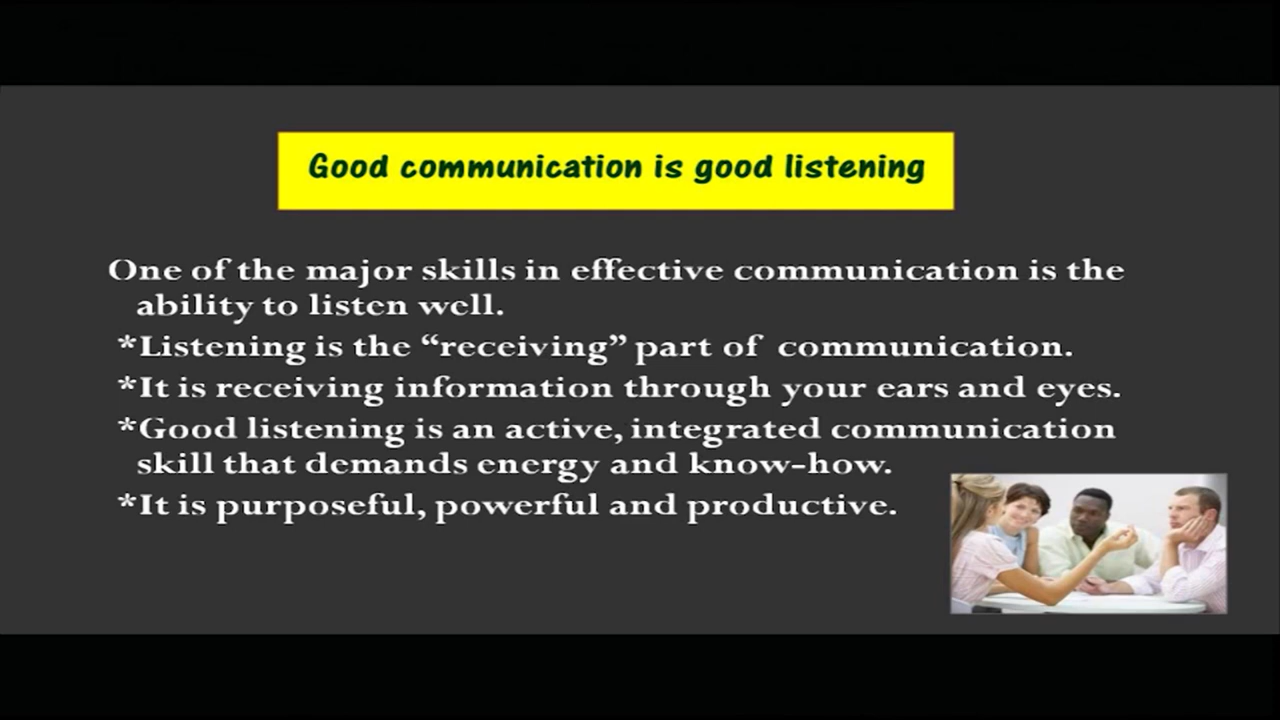 Good communication is good listening
One of the major skills in effective communication is the
ability to listen well.
*Listening is the “receiving” part of communication.
*It is receiving information through your ears and eyes.
*Good listening is an active, integrated communication
skill that demands energy and know-how.
*It is purposeful, powerful and productive.